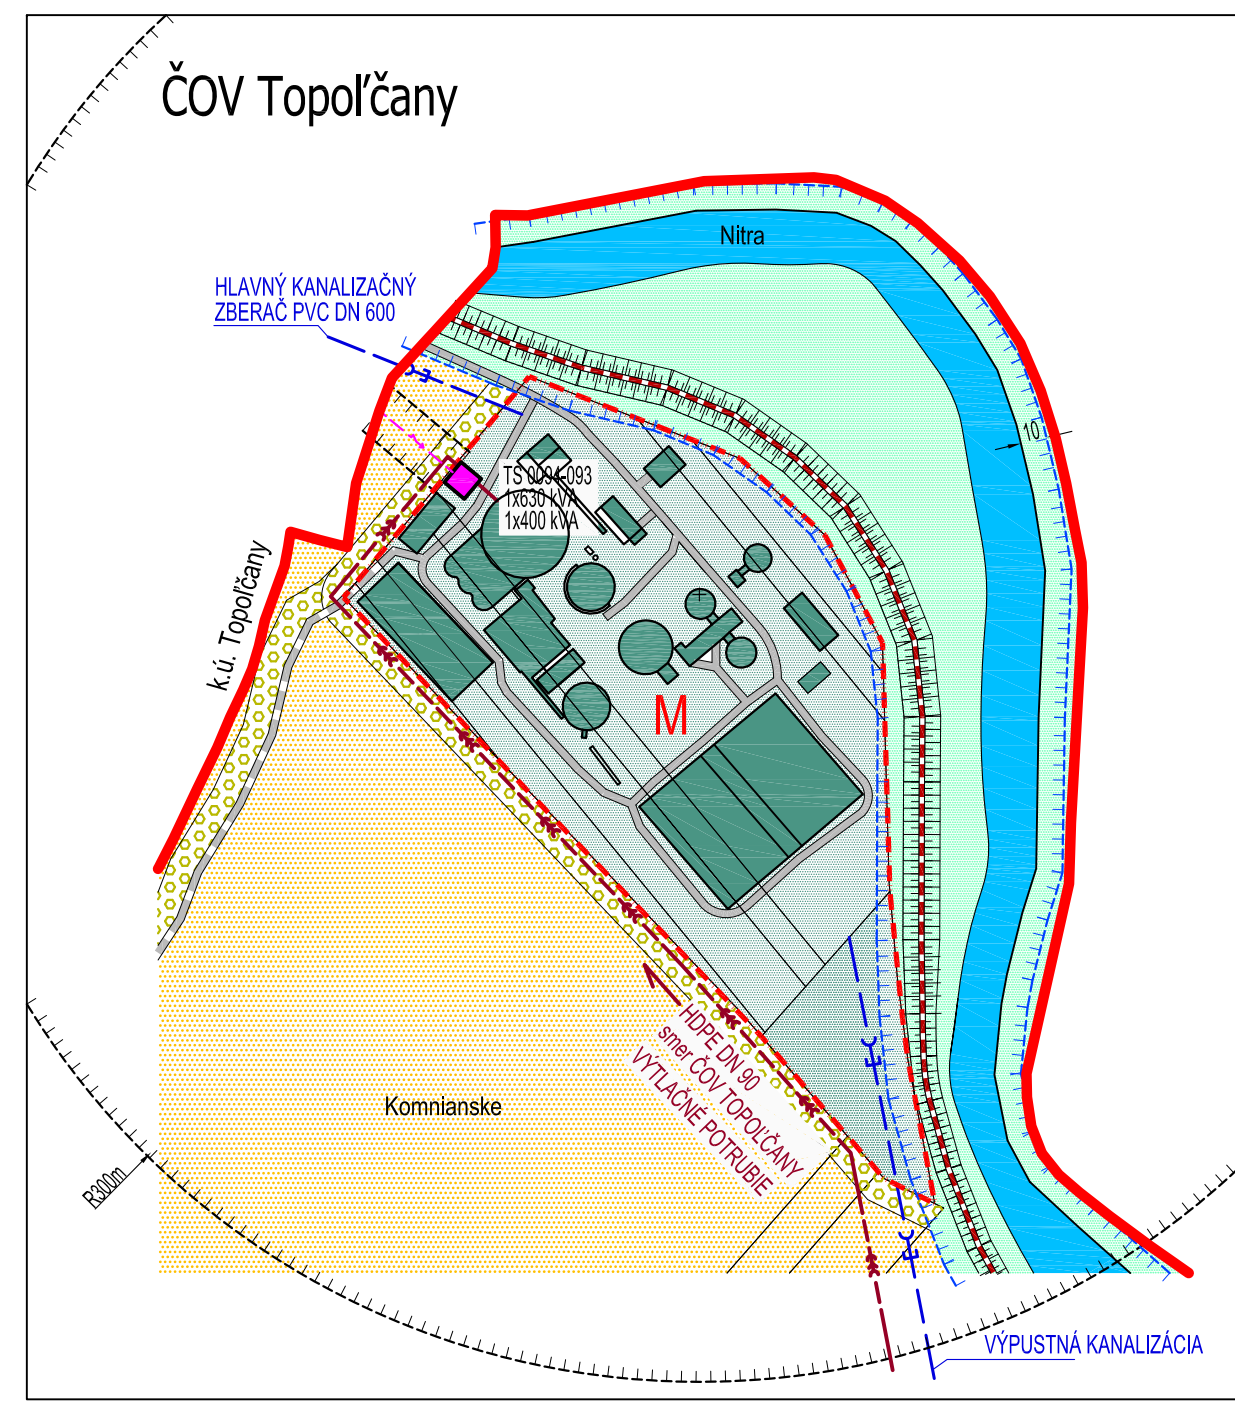 ČOV Topoľčany
Nitra
HLAVNÝ KANALIZAČNÝ
ZBERAČ PVC DN 600
10
TS 0094-093
1x630 kVA
1x400 kVA
k.ú. Topoľčany
M
HDPE DN 90
smer ČOV TOPOĽČANY
VÝTLAČNÉ POTRUBIE
Komnianske
R300m
VÝPUSTNÁ KANALIZÁCIA